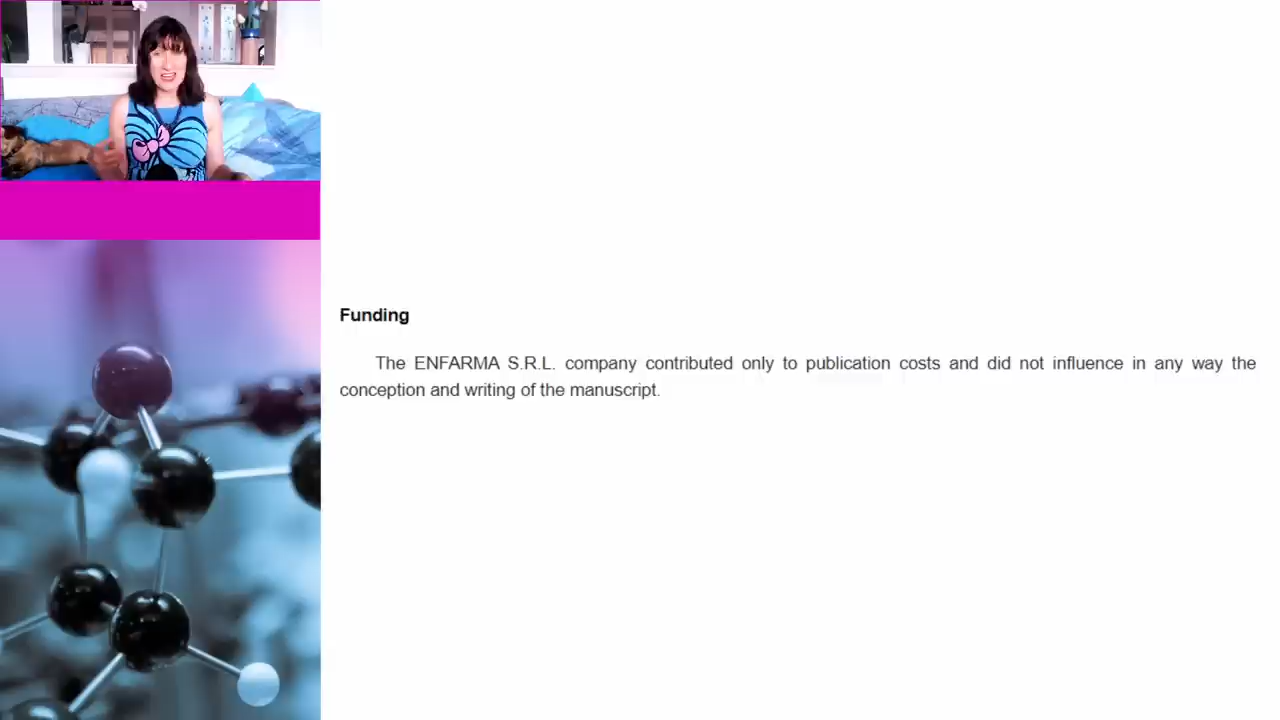 Funding
The ENFARMA S.R.L. company contributed only to publication costs and did not influence in any way the
conception and writing of the manuscript.